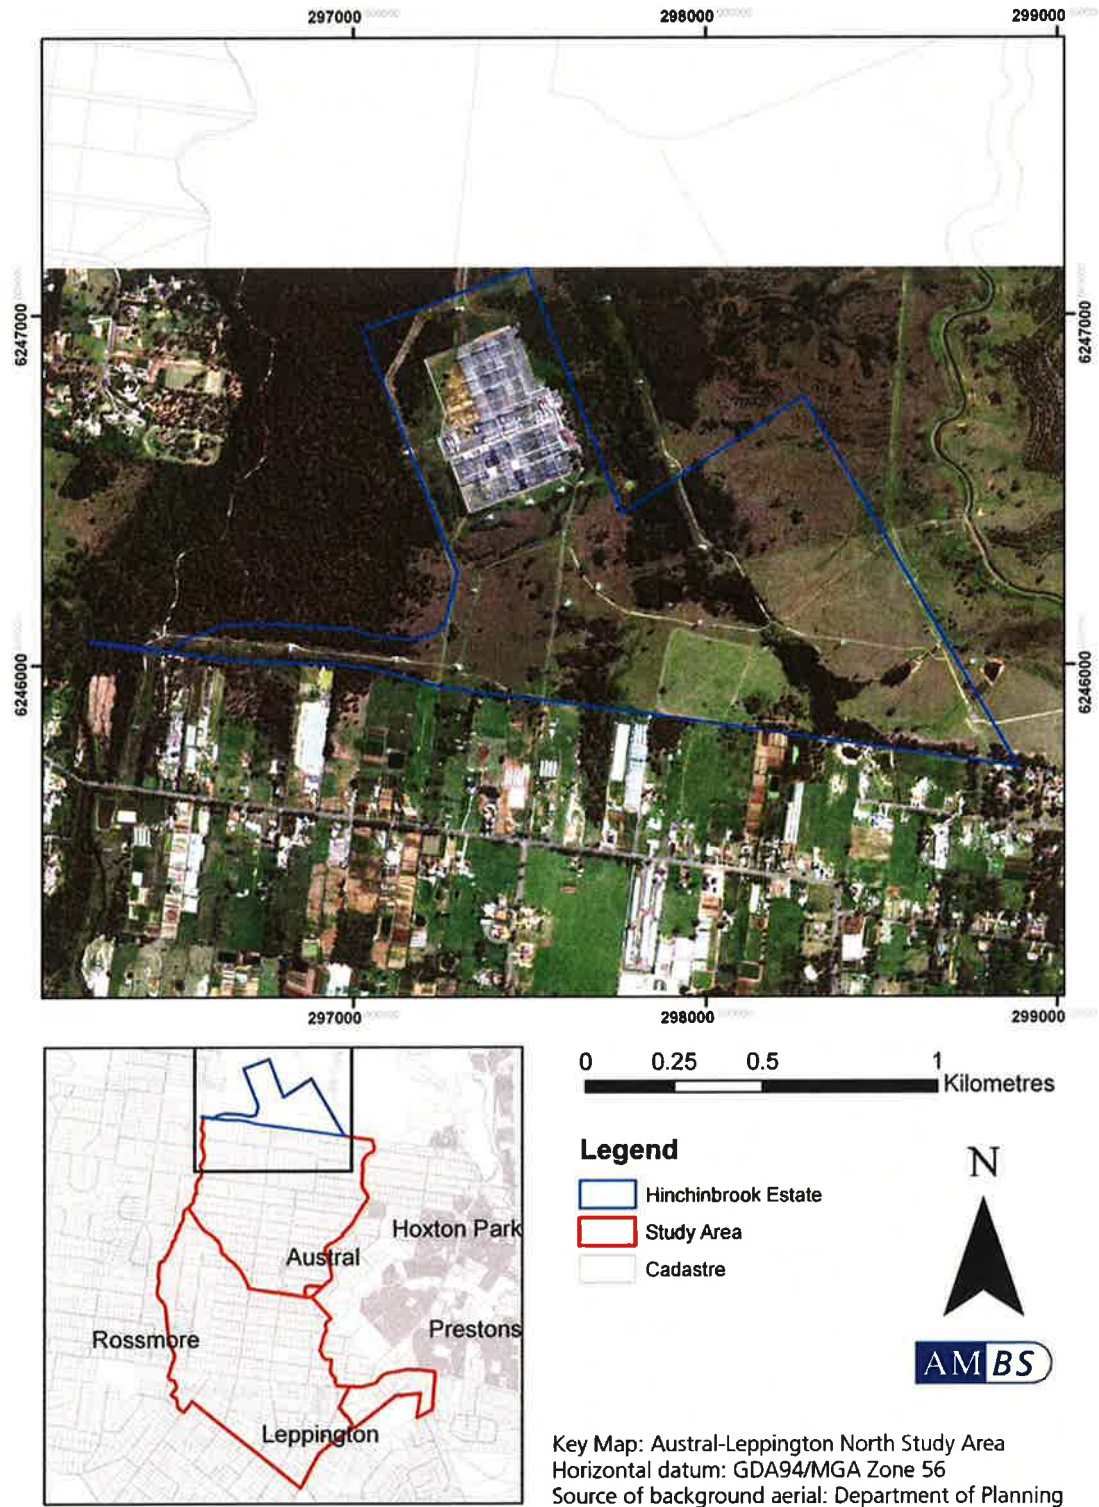 297000
298000
299000
6247000
6247000
6246000
6246000
297000
298000
299000
0 0.25 0.5 1
Kilometres
Legend
Hinchinbrook Estate
Study Area
Cadastre
N
AMBS
Hoxton Park
Austral
Rossmore
Prestons
Leppington
Key Map: Austral-Leppington North Study Area
Horizontal datum: GDA94/MGA Zone 56
Source of background aerial: Department of Planning